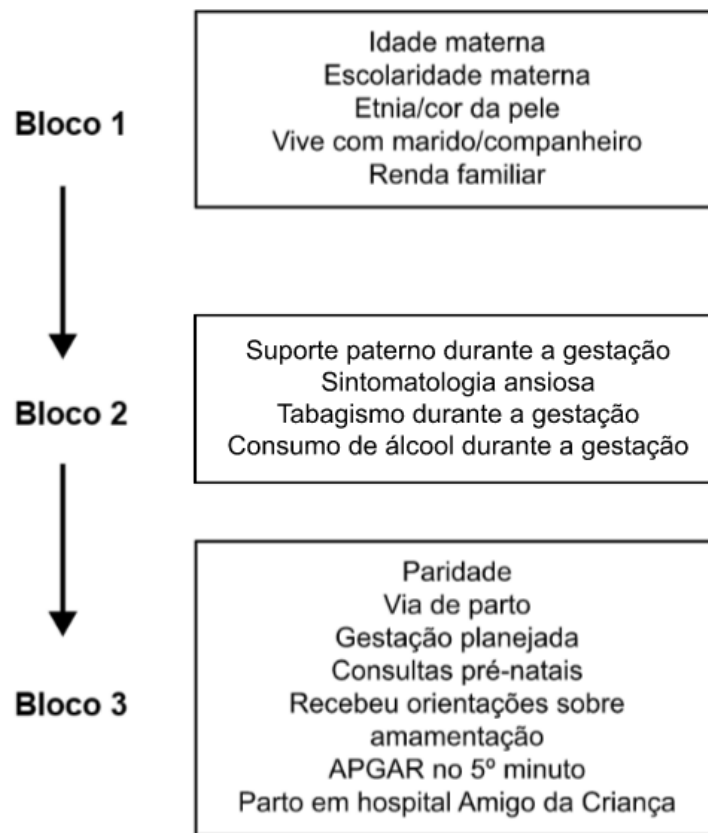 Bloco 1
Idade materna
Escolaridade materna
Etnia/cor da pele
Vive com marido/companheiro
Renda familiar
Bloco 2
Suporte paterno durante a gestação
Sintomatologia ansiosa
Tabagismo durante a gestação
Consumo de álcool durante a gestação
Bloco 3
Paridade
Via de parto
Gestação planejada
Consultas pré-natais
Recebeu orientações sobre
amamentação
APGAR no 5º minuto
Parto em hospital Amigo da Criança